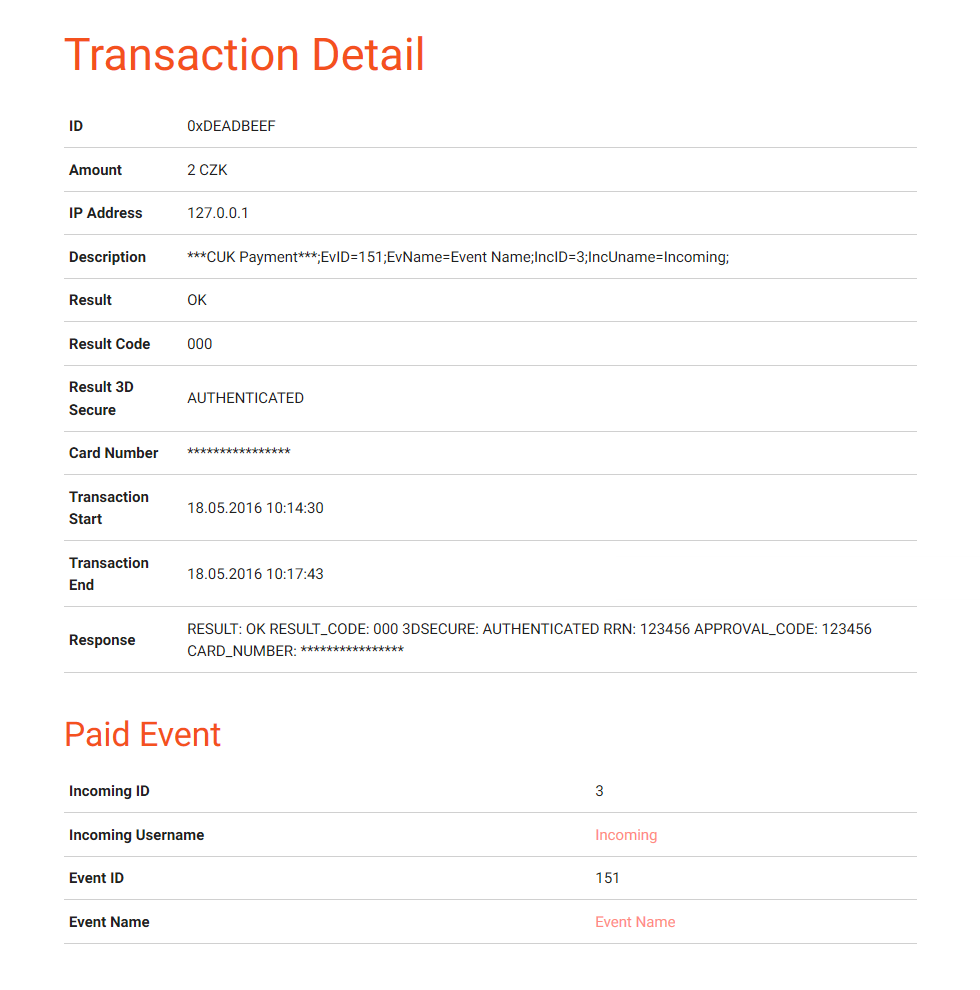 Transaction Detail
ID 0xDEADBEEF
Amount 2 CZK
IP Address 127.0.0.1
Description ***CUK Payment***;EvID=151;EvName=Event Name;IncID=3;IncUname=Incoming;
Result OK
Result Code 000
Result 3D
Secure AUTHENTICATED
Card Number ****************
Transaction
Start 18.05.2016 10:14:30
Transaction
End 18.05.2016 10:17:43
Response RESULT: OK RESULT_CODE: 000 3DSECURE: AUTHENTICATED RRN: 123456 APPROVAL_CODE: 123456
CARD_NUMBER: ****************
Paid Event
Incoming ID 3
Incoming Username Incoming
Event ID 151
Event Name Event Name